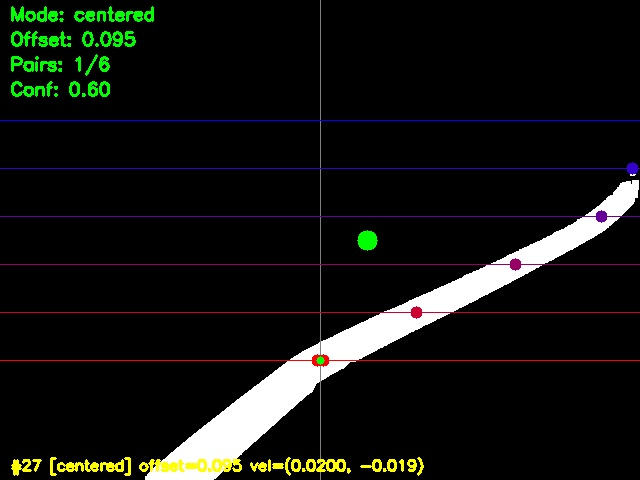 Mode: centered
Offset: 0.095
Pairs: 1/6
Conf: 0.60
#27 [centered] offset=0.095 vel=(0.0200, -0.019)